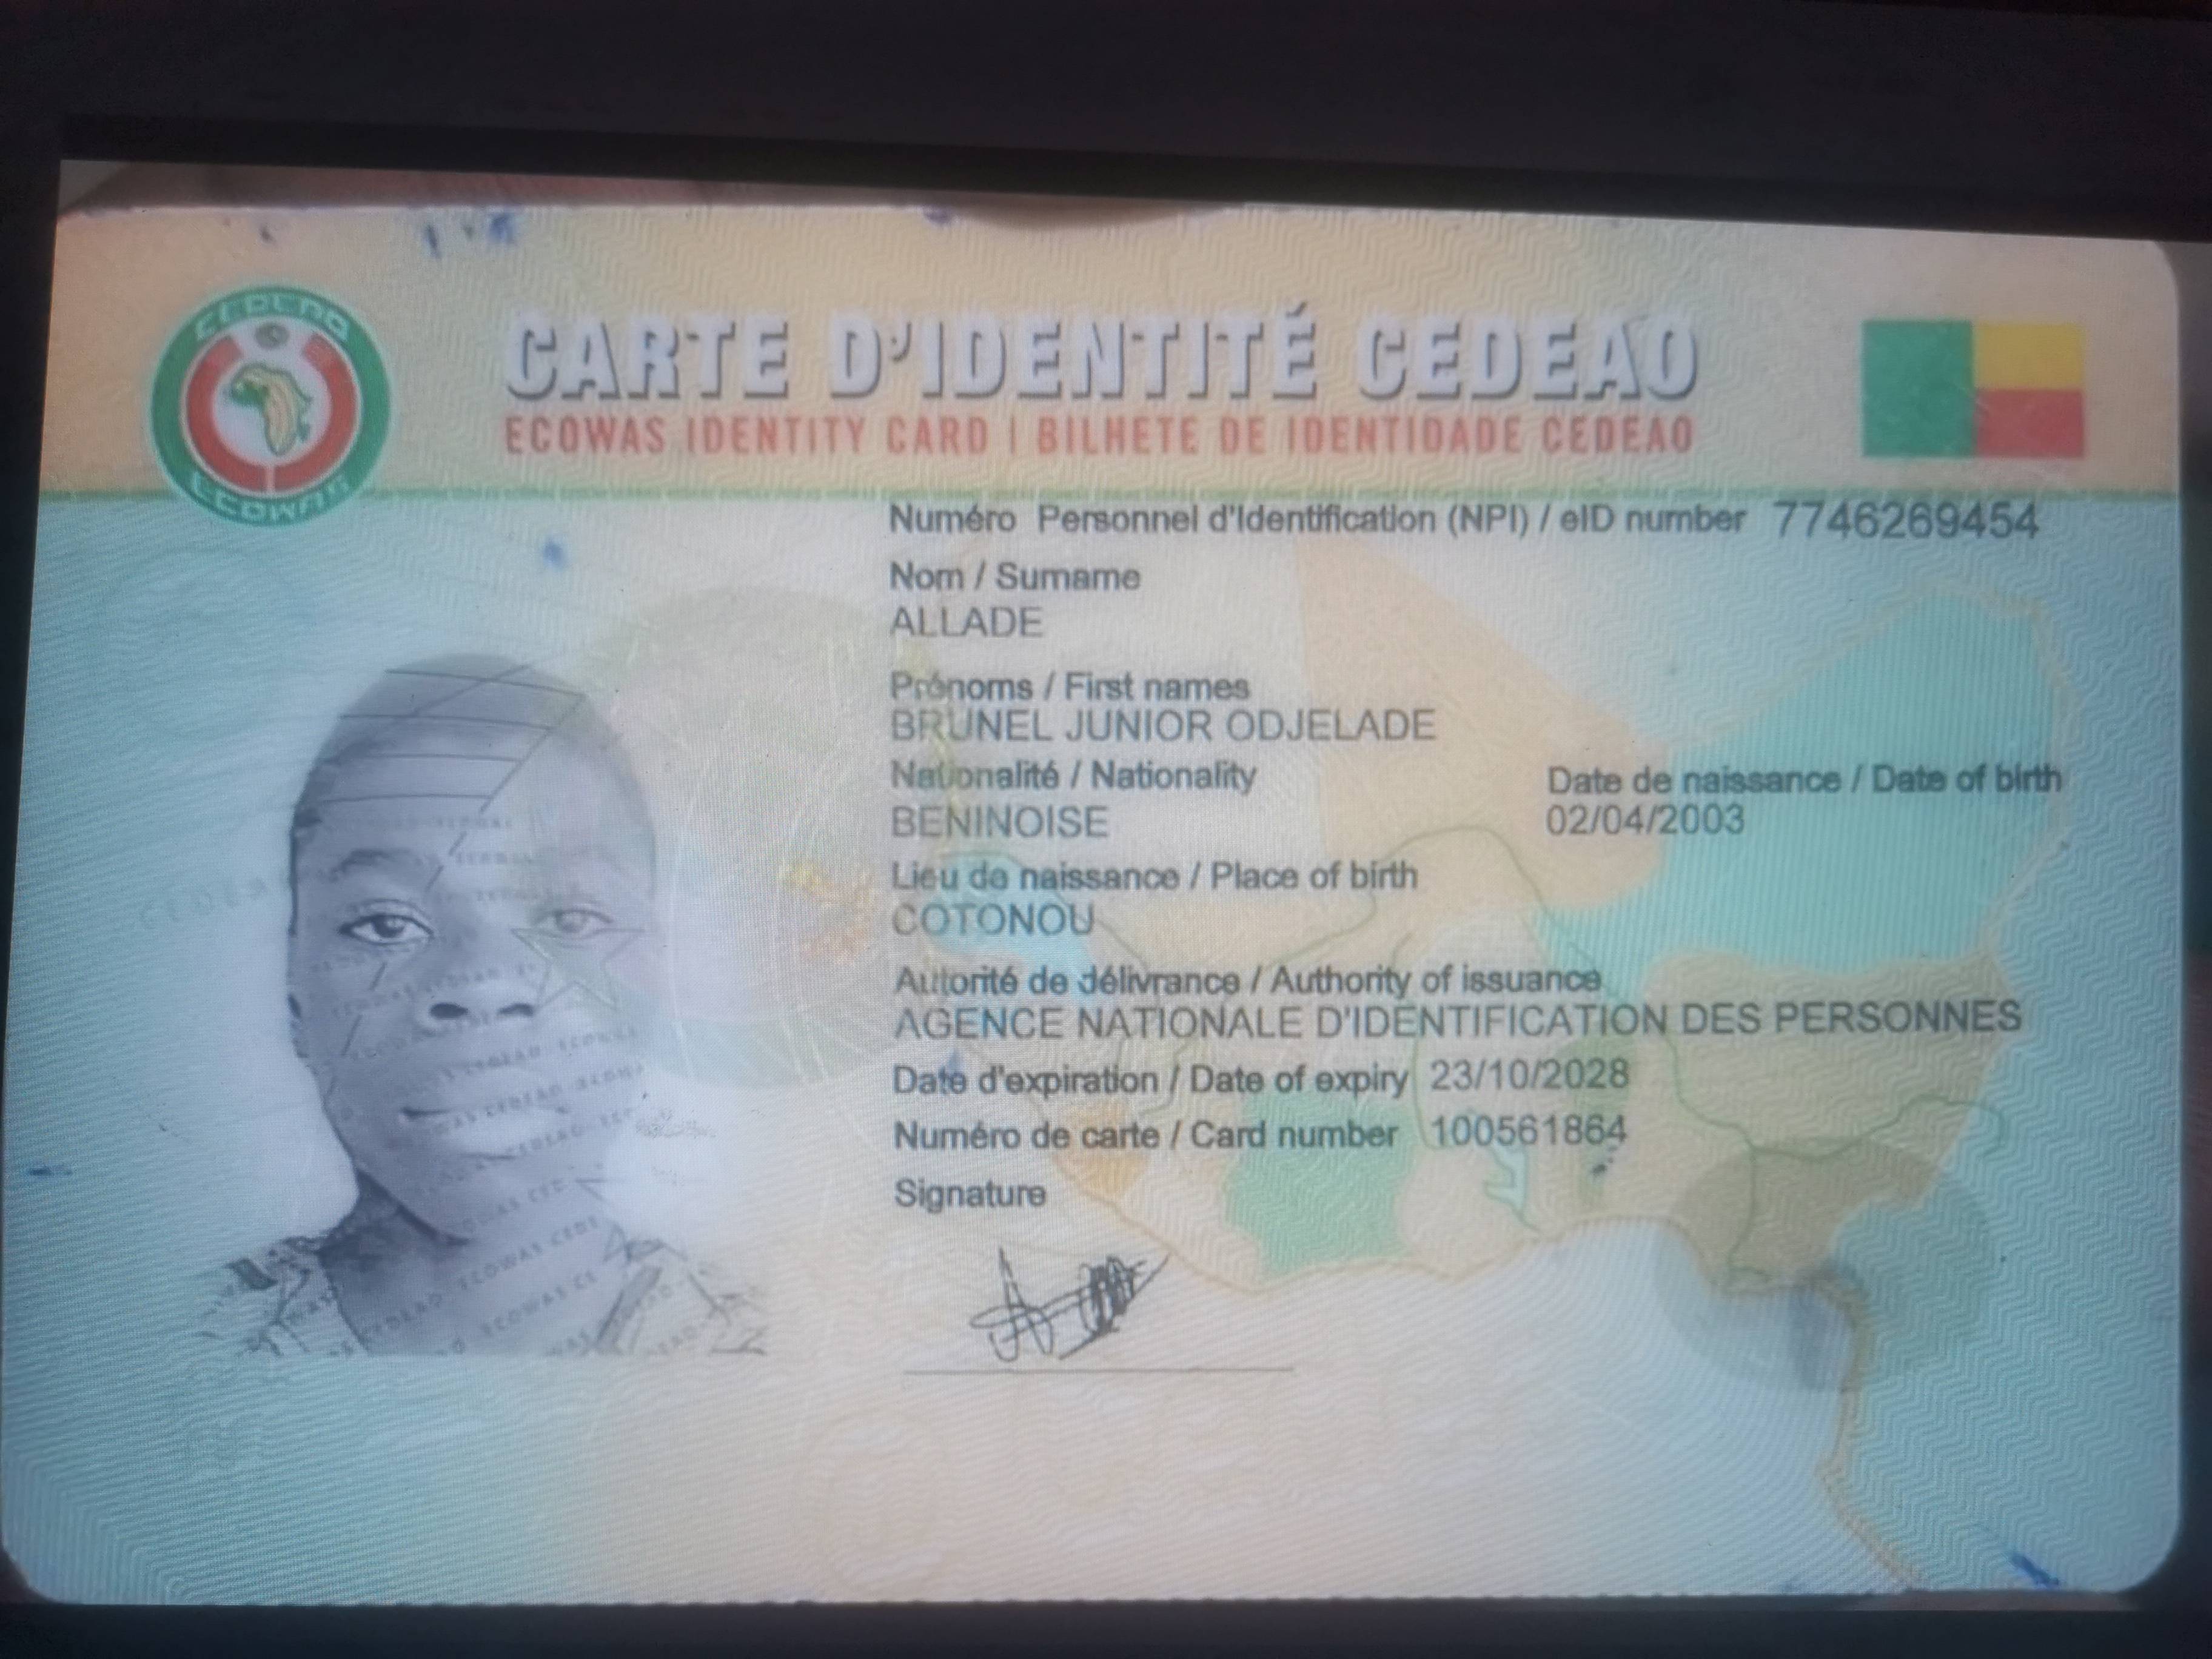 CEDEAO
ECOWAS
CARTE D'IDENTITÉ CEDEAO
ECOWAS IDENTITY CARD | BILHETE DE IDENTIDADE CEDEAO
Numéro Personnel d'Identification (NPI) / eID number 7746269454
Nom / Surname
ALLADE
Prénoms / First names
BRUNEL JUNIOR ODJELADE
Nationalité / Nationality
BENINOISE
Date de naissance / Date of birth
02/04/2003
Lieu de naissance / Place of birth
COTONOU
Autorité de délivrance / Authority of issuance
AGENCE NATIONALE D'IDENTIFICATION DES PERSONNES
Date d'expiration / Date of expiry 23/10/2028
Numéro de carte / Card number 100561864
Signature